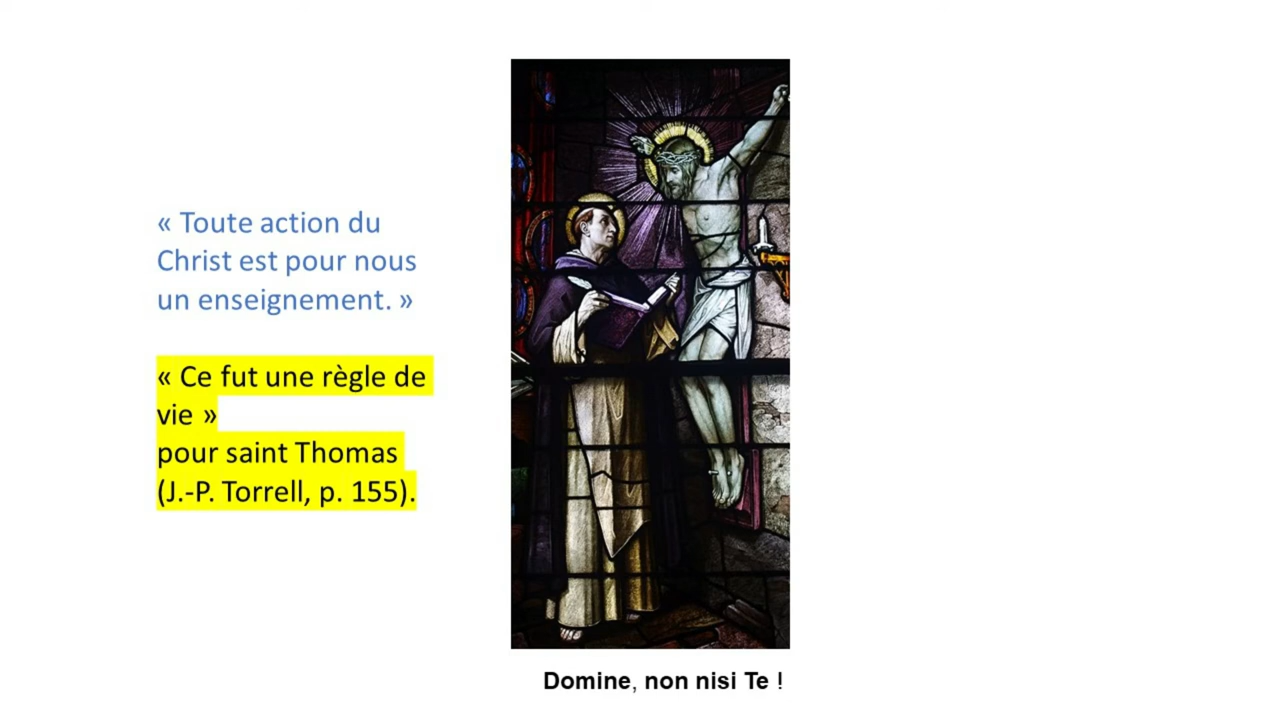 « Toute action du
Christ est pour nous
un enseignement. »
« Ce fut une règle de
vie »
pour saint Thomas
(J.-P. Torrell, p. 155).
Domine, non nisi Te !